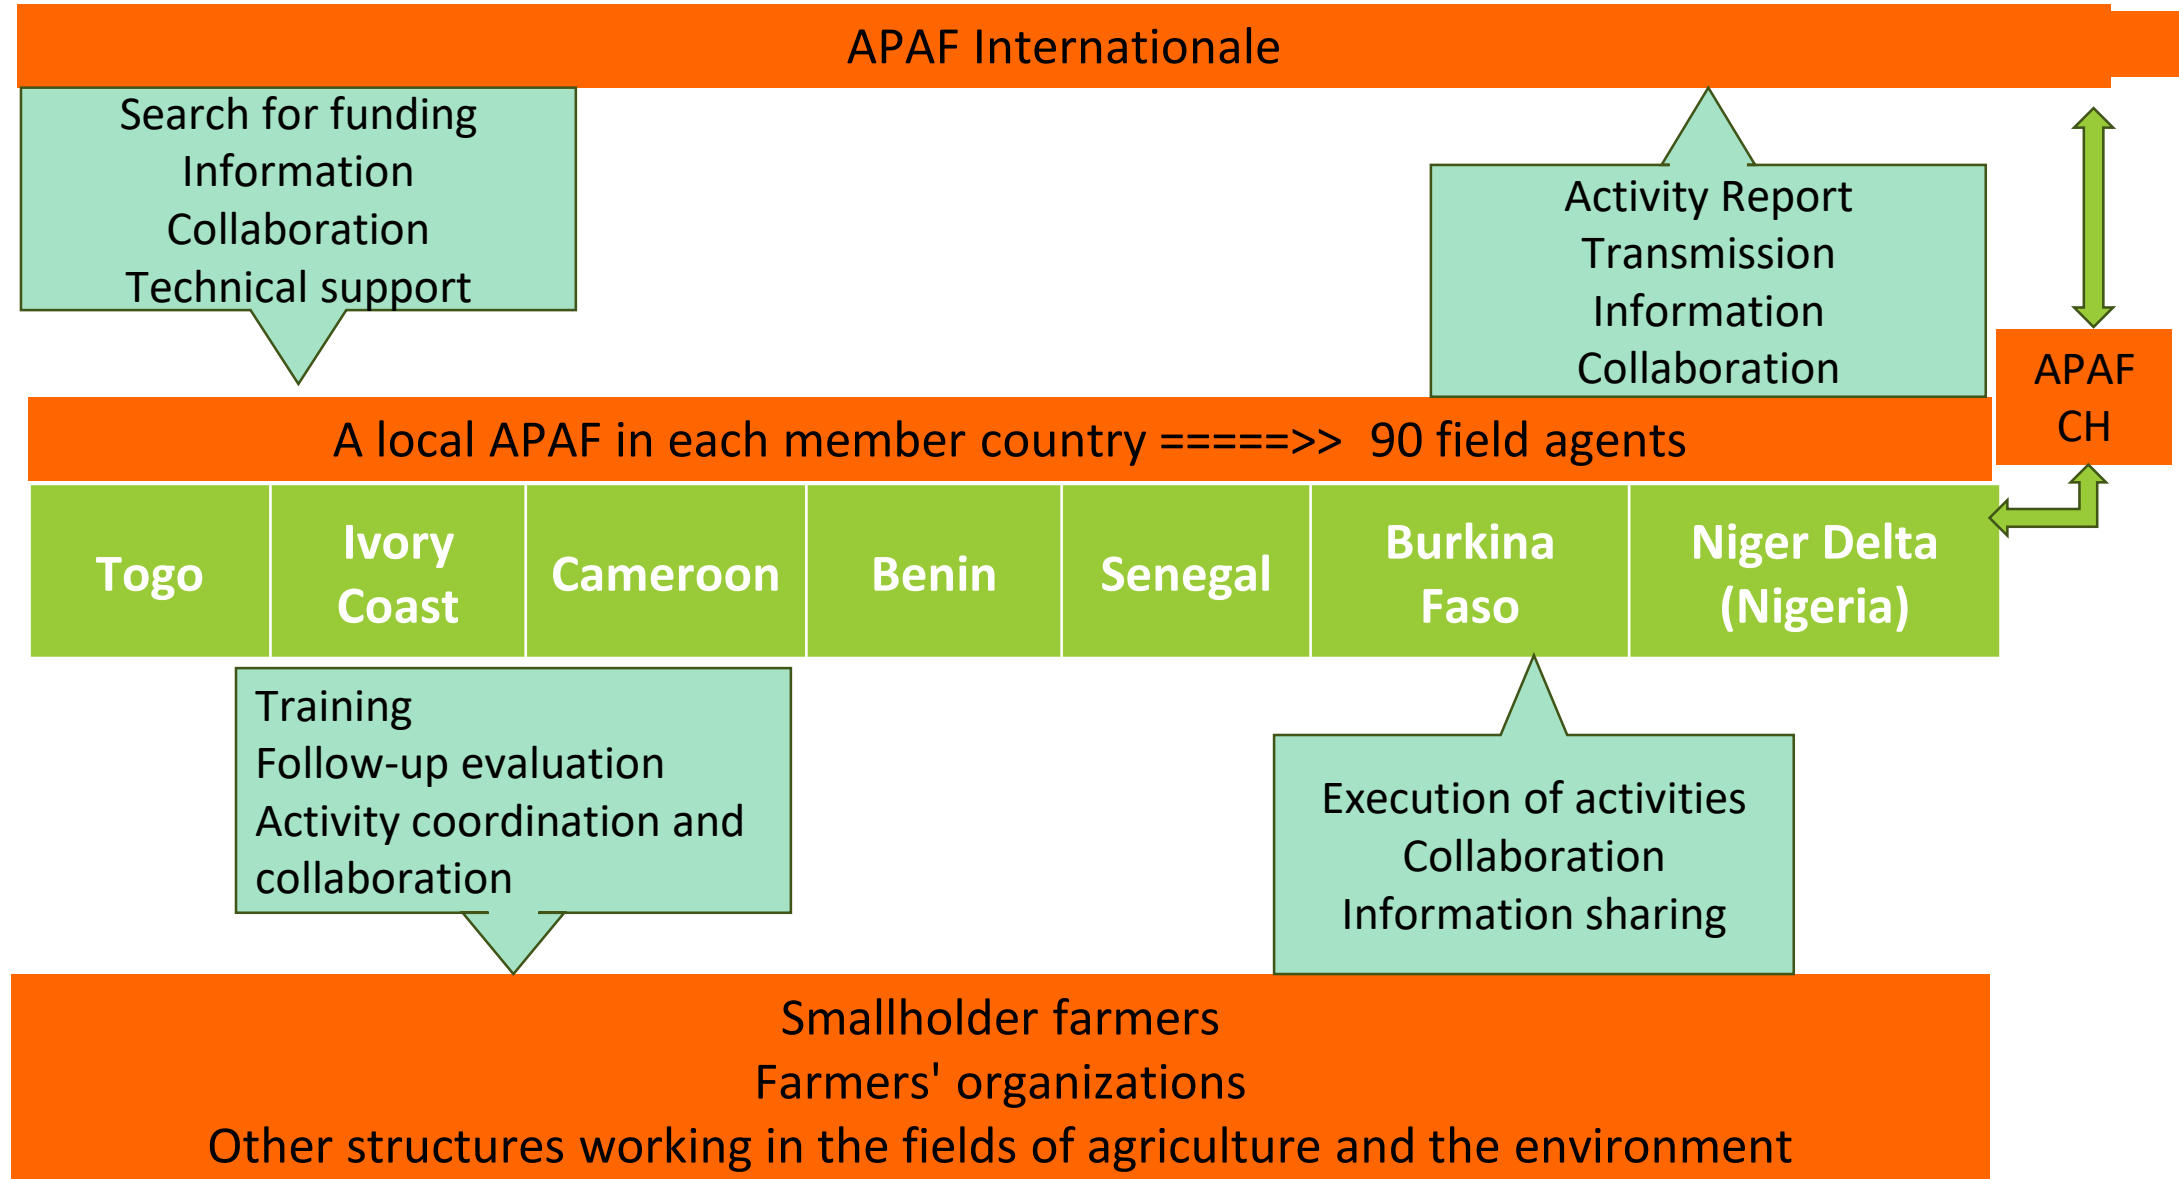 APAF Internationale
Search for funding
Information
Collaboration
Technical support
Activity Report
Transmission
Information
Collaboration
APAF
CH
A local APAF in each member country =====>> 90 field agents
Togo
Ivory
Coast
Cameroon
Benin
Senegal
Burkina
Faso
Niger Delta
(Nigeria)
Training
Follow-up evaluation
Activity coordination and
collaboration
Execution of activities
Collaboration
Information sharing
Smallholder farmers
Farmers' organizations
Other structures working in the fields of agriculture and the environment